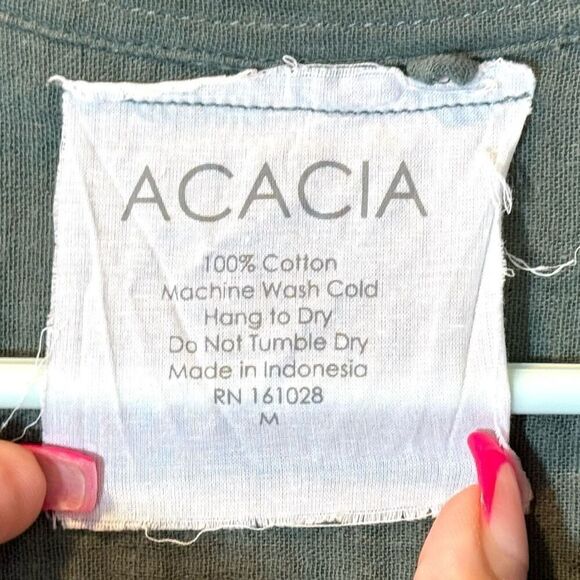 ACACIA
100% Cotton
Machine Wash Cold
Hang to Dry
Do Not Tumble Dry
Made in Indonesia
RN 161028
M